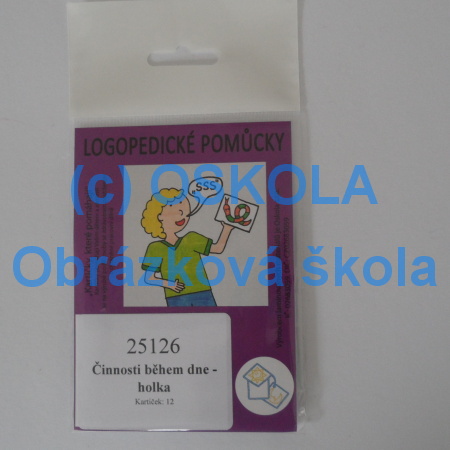 LOGOPEDICKÉ POMŮCKY
„SSS“
(c) OSKOLA
Obrázková škola
25126
Činnosti během dne -
holka
Kartiček: 12